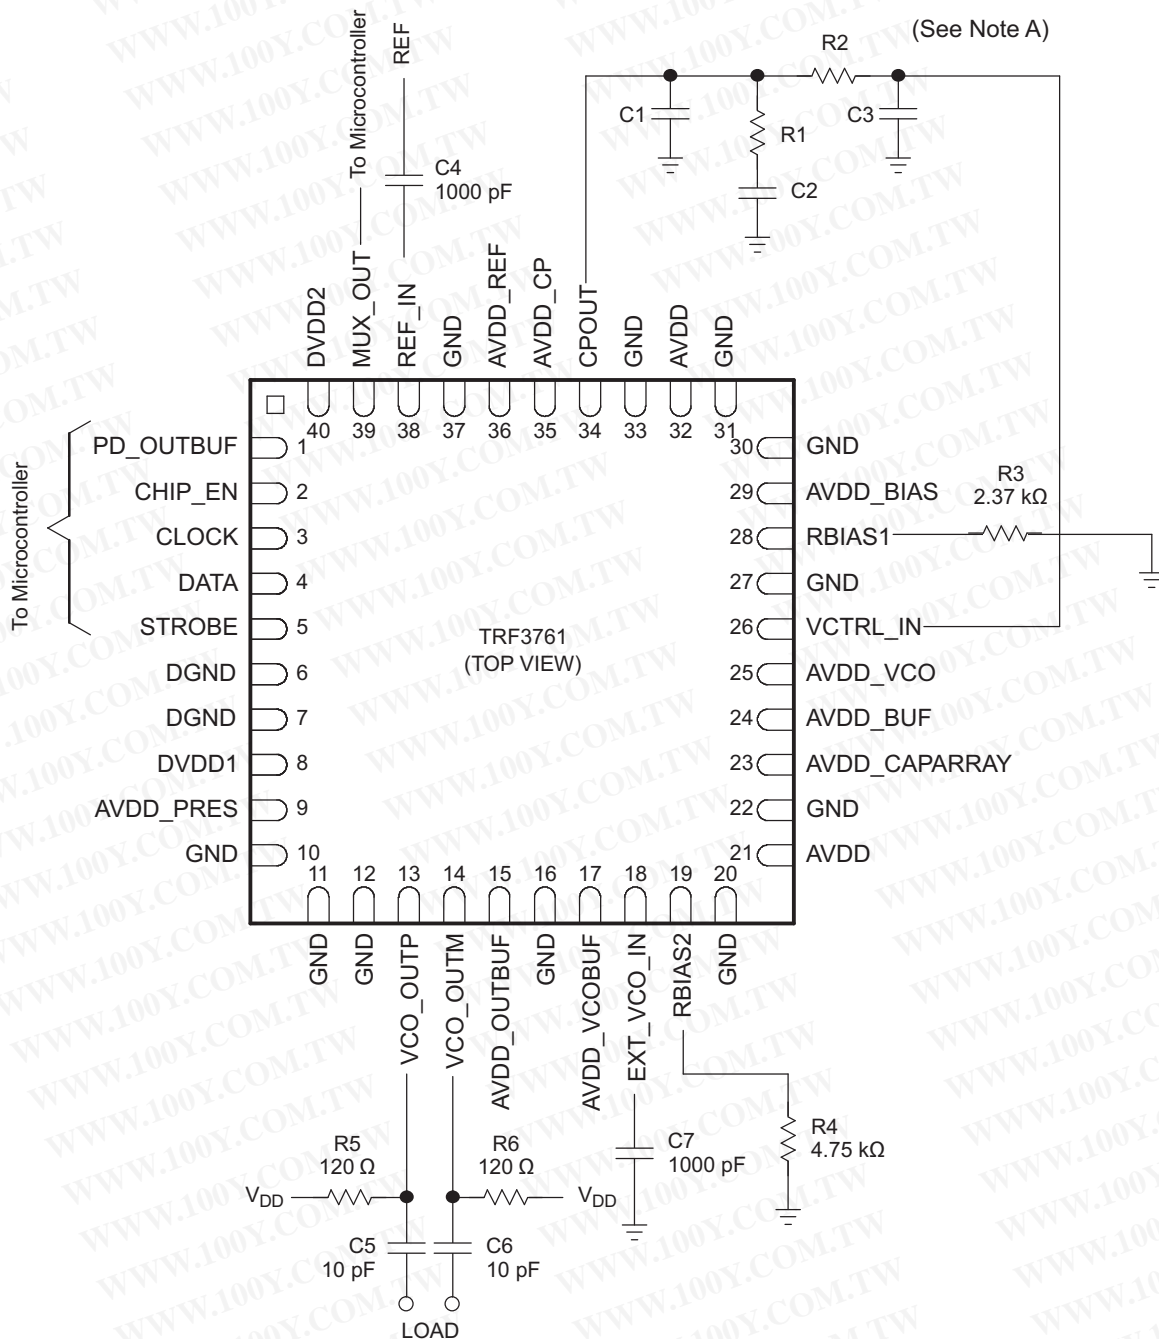 (See Note A)
To Microcontroller
REF
C4
1000 pF
C1
R1
C2
R2
C3
DVDD2
MUX_OUT
REF_IN
GND
AVDD_REF
AVDD_CP
CPOUT
GND
AVDD
GND
40
39
38
37
36
35
34
33
32
31
To Microcontroller
PD_OUTBUF 1
CHIP_EN 2
CLOCK 3
DATA 4
STROBE 5
DGND 6
DGND 7
DVDD1 8
AVDD_PRES 9
GND 10
TRF3761
(TOP VIEW)
30 GND
29 AVDD_BIAS
28 RBIAS1
27 GND
26 VCTRL_IN
25 AVDD_VCO
24 AVDD_BUF
23 AVDD_CAPARRAY
22 GND
21 AVDD
R3
2.37 kΩ
11
12
13
14
15
16
17
18
19
20
GND
GND
VCO_OUTP
VCO_OUTM
AVDD_OUTBUF
GND
AVDD_VCOBUF
EXT_VCO_IN
RBIAS2
GND
R5
120 Ω
R6
120 Ω
VDD
VDD
C5
10 pF
C6
10 pF
LOAD
C7
1000 pF
R4
4.75 kΩ
WWW.100Y.COM.TW